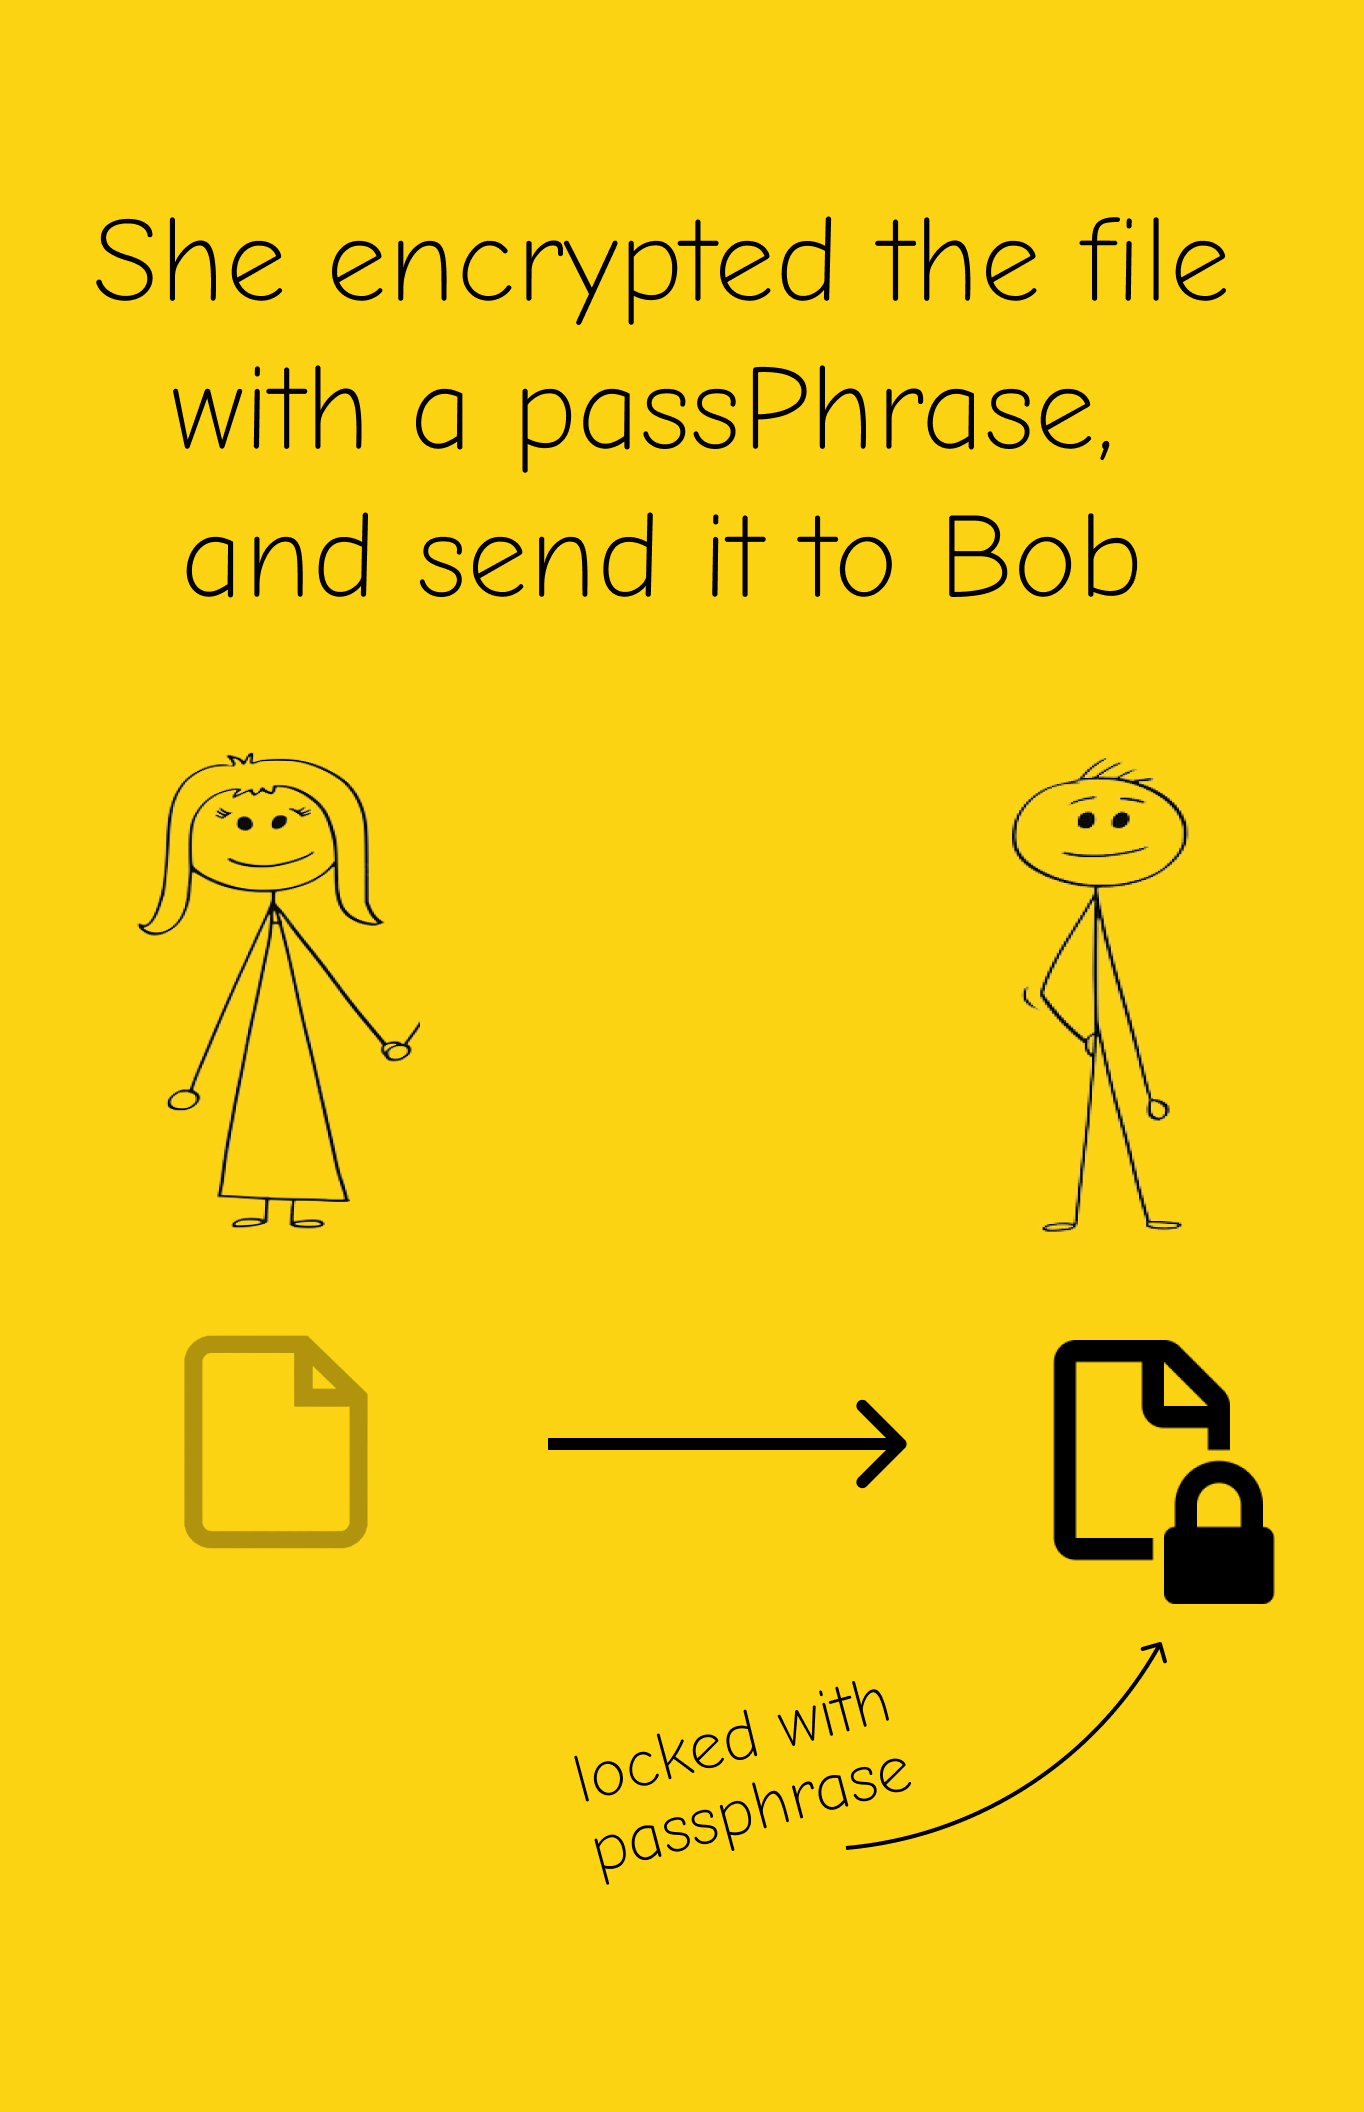 She encrypted the file
with a passPhrase,
and send it to Bob
locked with
passphrase